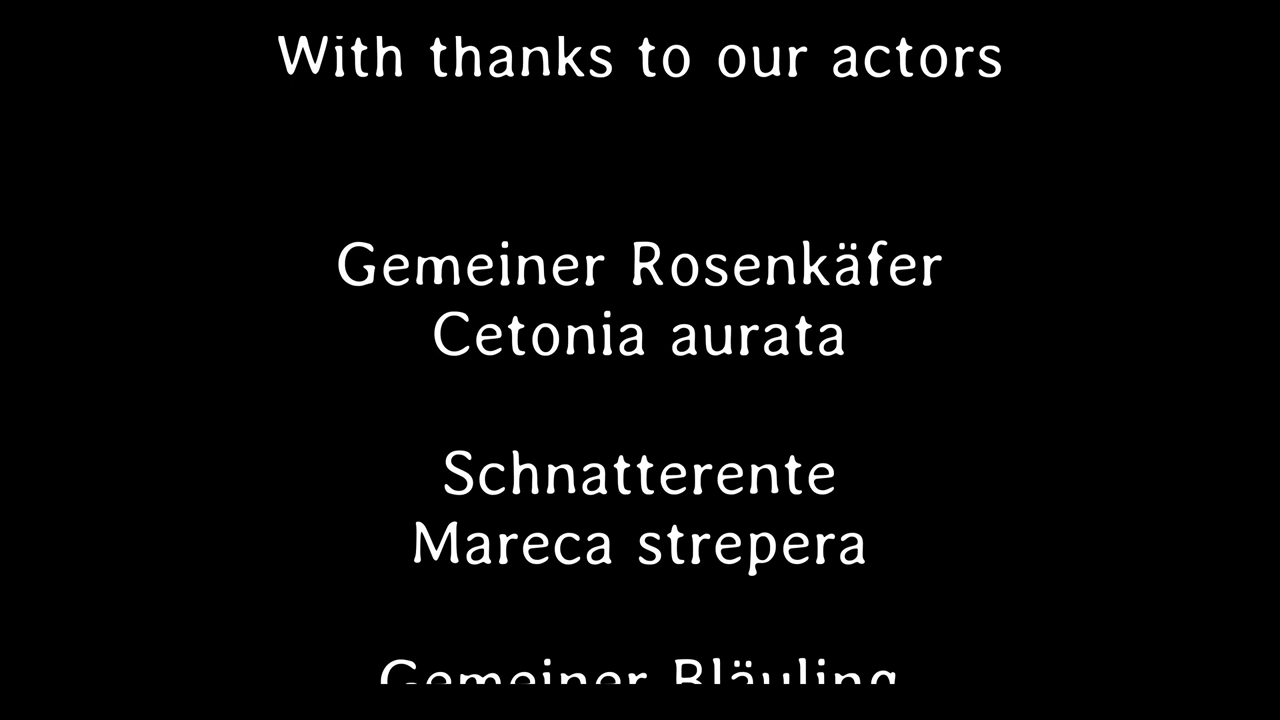 With thanks to our actors
Gemeiner Rosenkäfer
Cetonia aurata
Schnatterente
Mareca strepera
Gemeiner Bläuling